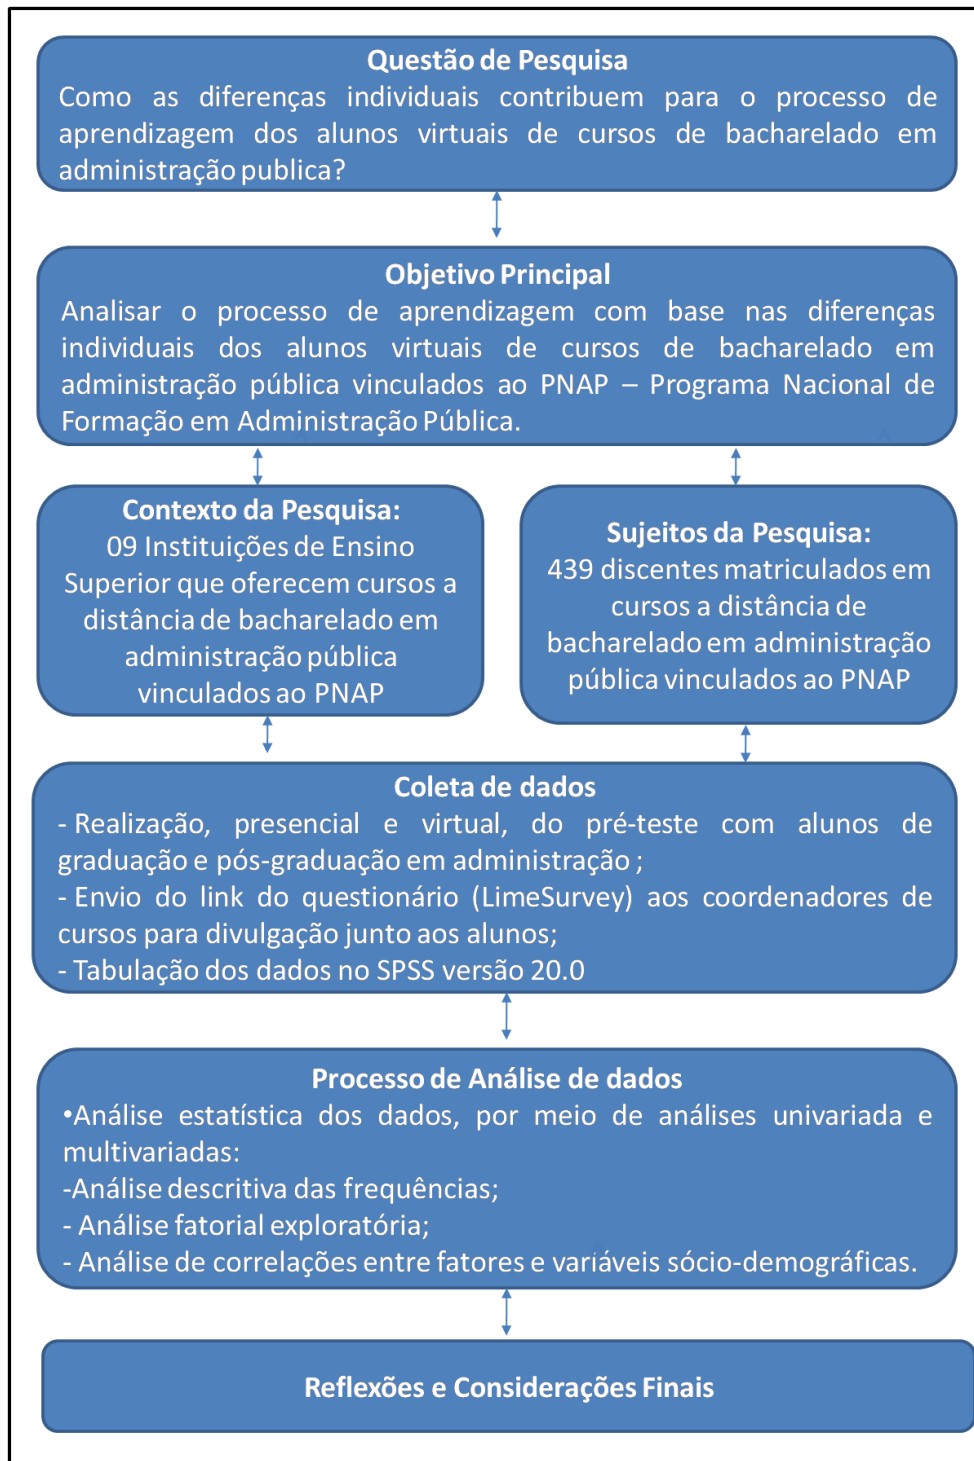 Questão de Pesquisa
Como as diferenças individuais contribuem para o processo de
aprendizagem dos alunos virtuais de cursos de bacharelado em
administração publica?
Objetivo Principal
Analisar o processo de aprendizagem com base nas diferenças
individuais dos alunos virtuais de cursos de bacharelado em
administração pública vinculados ao PNAP – Programa Nacional de
Formação em Administração Pública.
Contexto da Pesquisa:
09 Instituições de Ensino
Superior que oferecem cursos a
distância de bacharelado em
administração pública
vinculados ao PNAP
Sujeitos da Pesquisa:
439 discentes matriculados em
cursos a distância de
bacharelado em administração
pública vinculados ao PNAP
Coleta de dados
- Realização, presencial e virtual, do pré-teste com alunos de
graduação e pós-graduação em administração ;
- Envio do link do questionário (LimeSurvey) aos coordenadores de
cursos para divulgação junto aos alunos;
- Tabulação dos dados no SPSS versão 20.0
Processo de Análise de dados
•Análise estatística dos dados, por meio de análises univariada e
multivariadas:
-Análise descritiva das frequências;
- Análise fatorial exploratória;
- Análise de correlações entre fatores e variáveis sócio-demográficas.
Reflexões e Considerações Finais